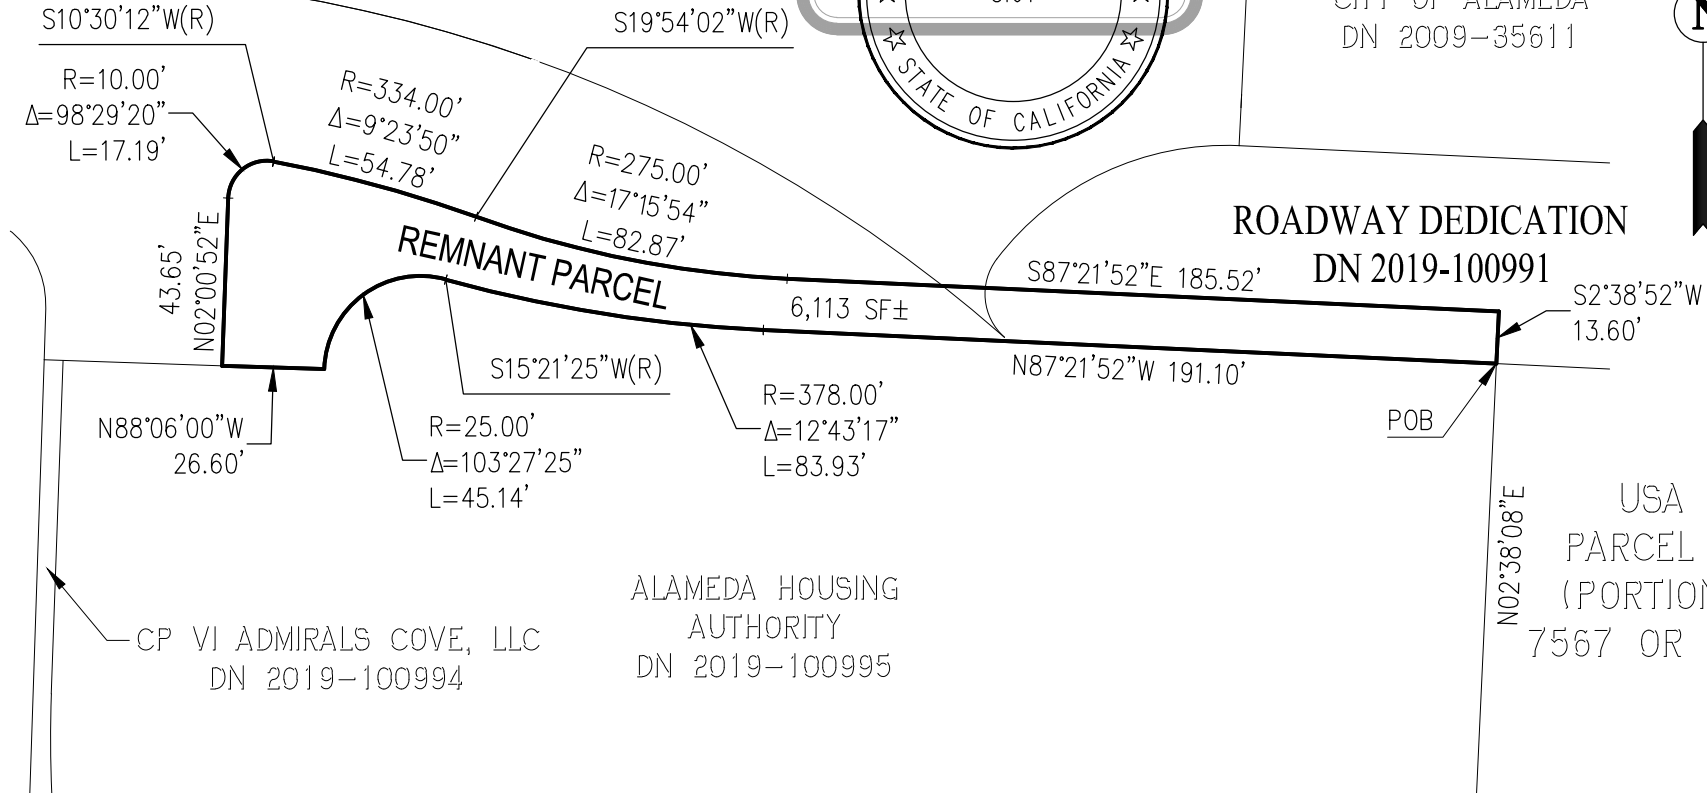 S10°30'12"W(R)
S19°54'02"W(R)
CITY OF ALAMEDA
DN 2009-35611
N
R=10.00'
Δ=98°29'20"
L=17.19'
R=334.00'
Δ=9°23'50"
L=54.78'
STATE OF CALIFORNIA
R=275.00'
Δ=17°15'54"
L=82.87'
ROADWAY DEDICATION
DN 2019-100991
43.65'
N02°00'52"E
REMNANT PARCEL
6,113 SF±
S87°21'52"E 185.52'
S2°38'52"W
13.60'
S15°21'25"W(R)
N87°21'52"W 191.10'
N88°06'00"W
26.60'
R=25.00'
Δ=103°27'25"
L=45.14'
R=378.00'
Δ=12°43'17"
L=83.93'
POB
N02°38'08"E
USA
PARCEL
(PORTION
7567 OR
ALAMEDA HOUSING
AUTHORITY
DN 2019-100995
CP VI ADMIRALS COVE, LLC
DN 2019-100994